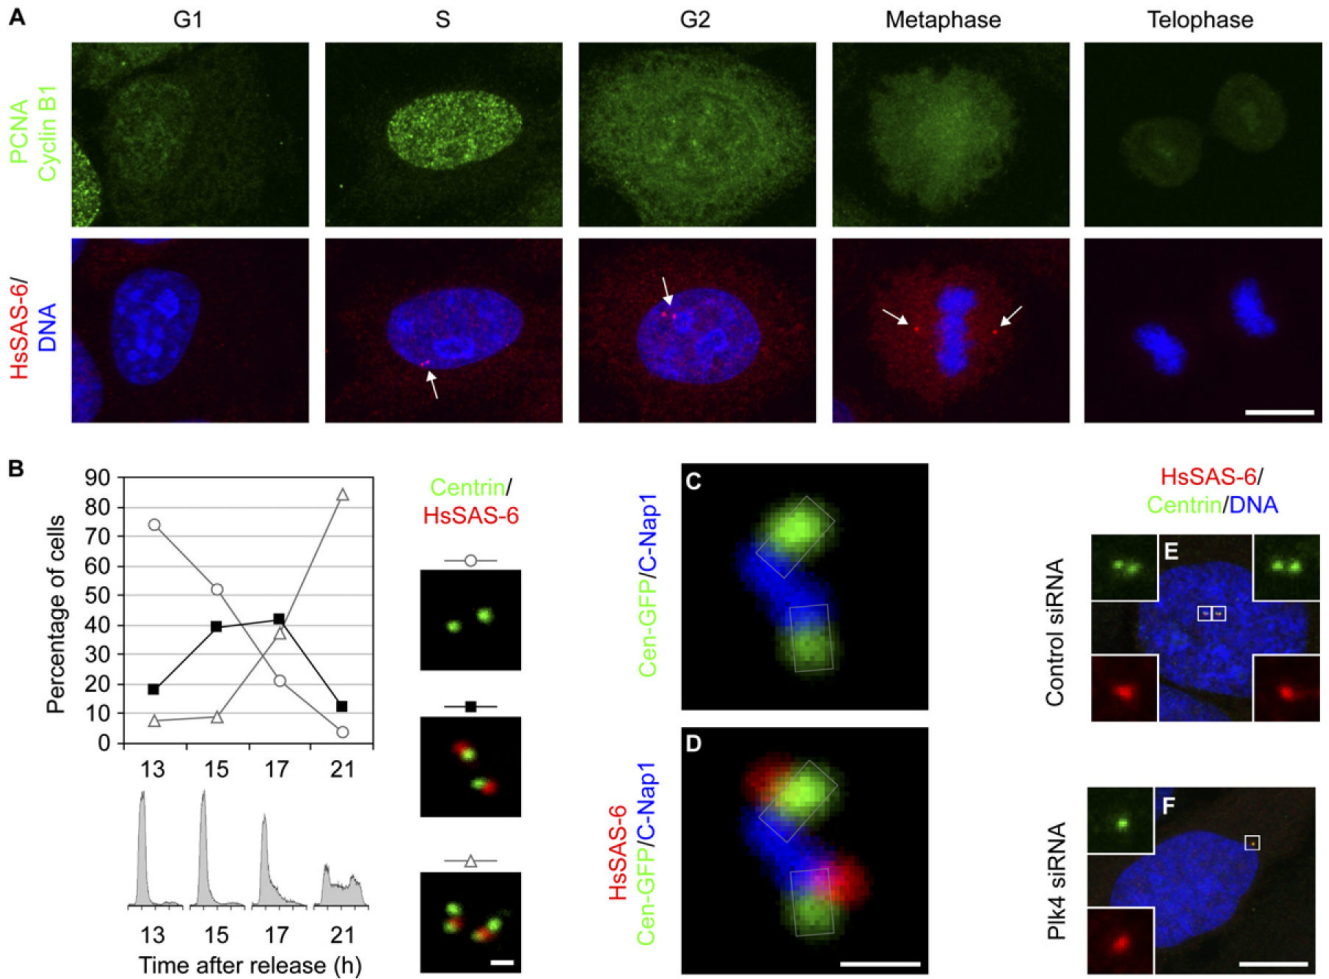 A
G1
S
G2
Metaphase
Telophase
PCNA
Cyclin B1
HsSAS-6/
DNA
B
Percentage of cells
90
80
70
60
50
40
30
20
10
0
13
15
17
21
13
15
17
21
Time after release (h)
Centrin/
HsSAS-6
C
Cen-GFP/C-Nap1
D
HsSAS-6
Cen-GFP/C-Nap1
HsSAS-6/
Centrin/DNA
Control siRNA
E
Plk4 siRNA
F